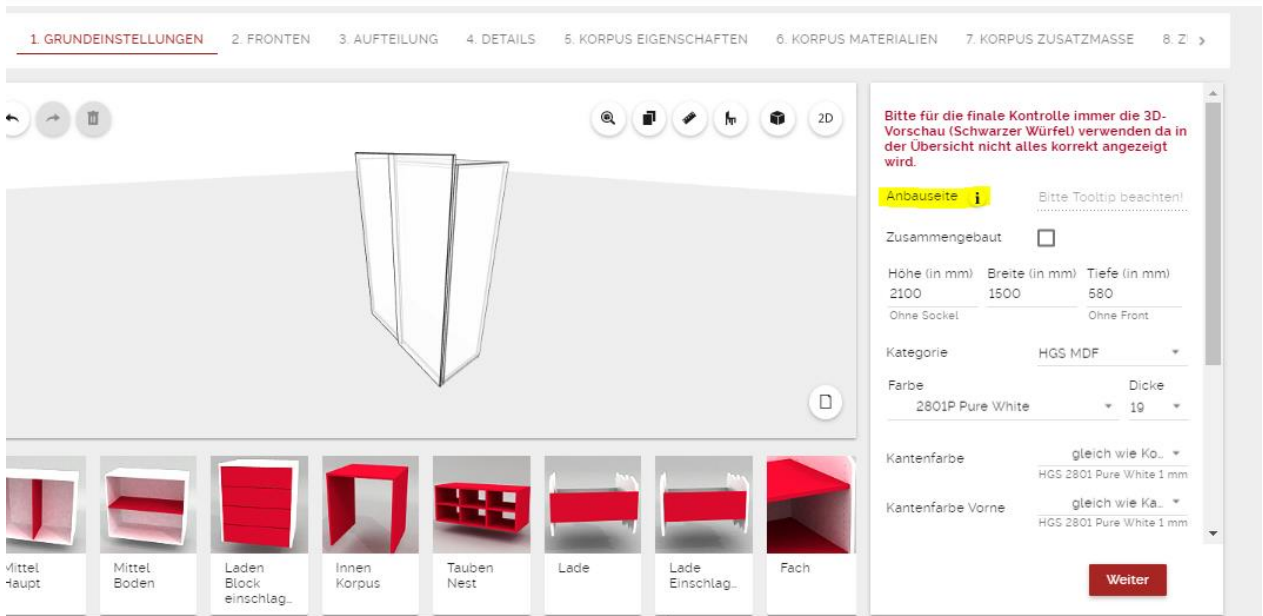 1. GRUNDEINSTELLUNGEN 2. FRONTEN 3. AUFTEILUNG 4. DETAILS 5. KORPUS EIGENSCHAFTEN 6. KORPUS MATERIALIEN 7. KORPUS ZUSATZMASSE 8.
2D
Bitte für die finale Kontrolle immer die 3D-
Vorschau (Schwarzer Würfel) verwenden da in
der Übersicht nicht alles korrekt angezeigt
wird.
Anbauseite i Bitte Tooltip beachten!
Zusammengebaut
Höhe (in mm) Breite (in mm) Tiefe (in mm)
2100 1500 580
Ohne Sockel Ohne Front
Kategorie HGS MDF
Farbe Dicke
2801P Pure White 19
Kantenfarbe gleich wie Ko...
HGS 2801 Pure White 1 mm
Kantenfarbe Vorne gleich wie Ka...
HGS 2801 Pure White 1 mm
Weiter
Mittel
Haupt
Mittel
Boden
Laden
Block
einschlag...
Innen
Korpus
Tauben
Nest
Lade
Lade
Einschlag...
Fach